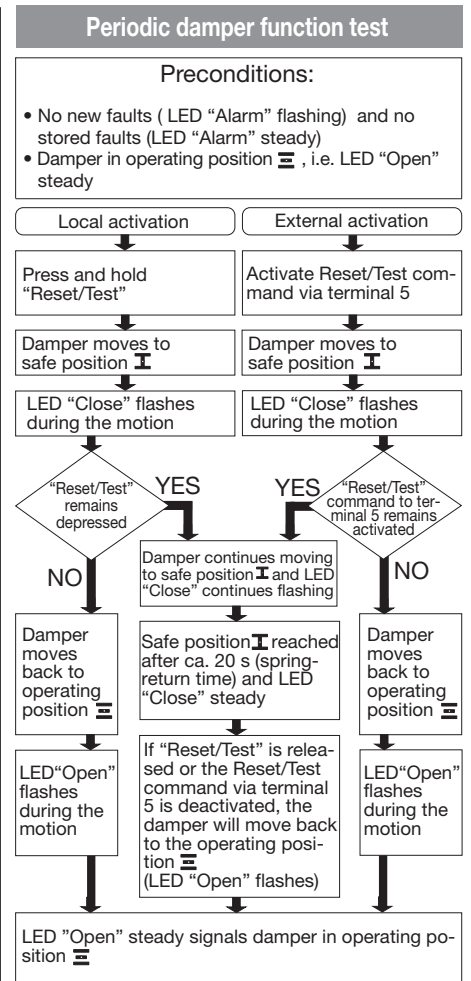 Periodic damper function test
Preconditions:
• No new faults ( LED “Alarm” flashing) and no
stored faults (LED “Alarm” steady)
• Damper in operating position , i.e. LED “Open”
steady
Local activation
External activation
Press and hold
“Reset/Test”
Activate Reset/Test com-
mand via terminal 5
Damper moves to
safe position
Damper moves to
safe position
LED “Close” flashes
during the motion
LED “Close” flashes
during the motion
“Reset/Test”
remains
depressed
YES
YES
“Reset/Test”
command to ter-
minal 5 remains
activated
NO
NO
Damper continues moving
to safe position and LED
“Close” continues flashing
Damper
moves
back to
operating
position
Safe position reached
after ca. 20 s (spring-
return time) and LED
“Close” steady
Damper
moves
back to
operating
position
LED“Open”
flashes
during the
motion
If “Reset/Test” is relea-
sed or the Reset/Test
command via terminal
5 is deactivated, the
damper will move back
to the operating posi-
tion
(LED “Open” flashes)
LED“Open”
flashes
during the
motion
LED ”Open” steady signals damper in operating po-
sition